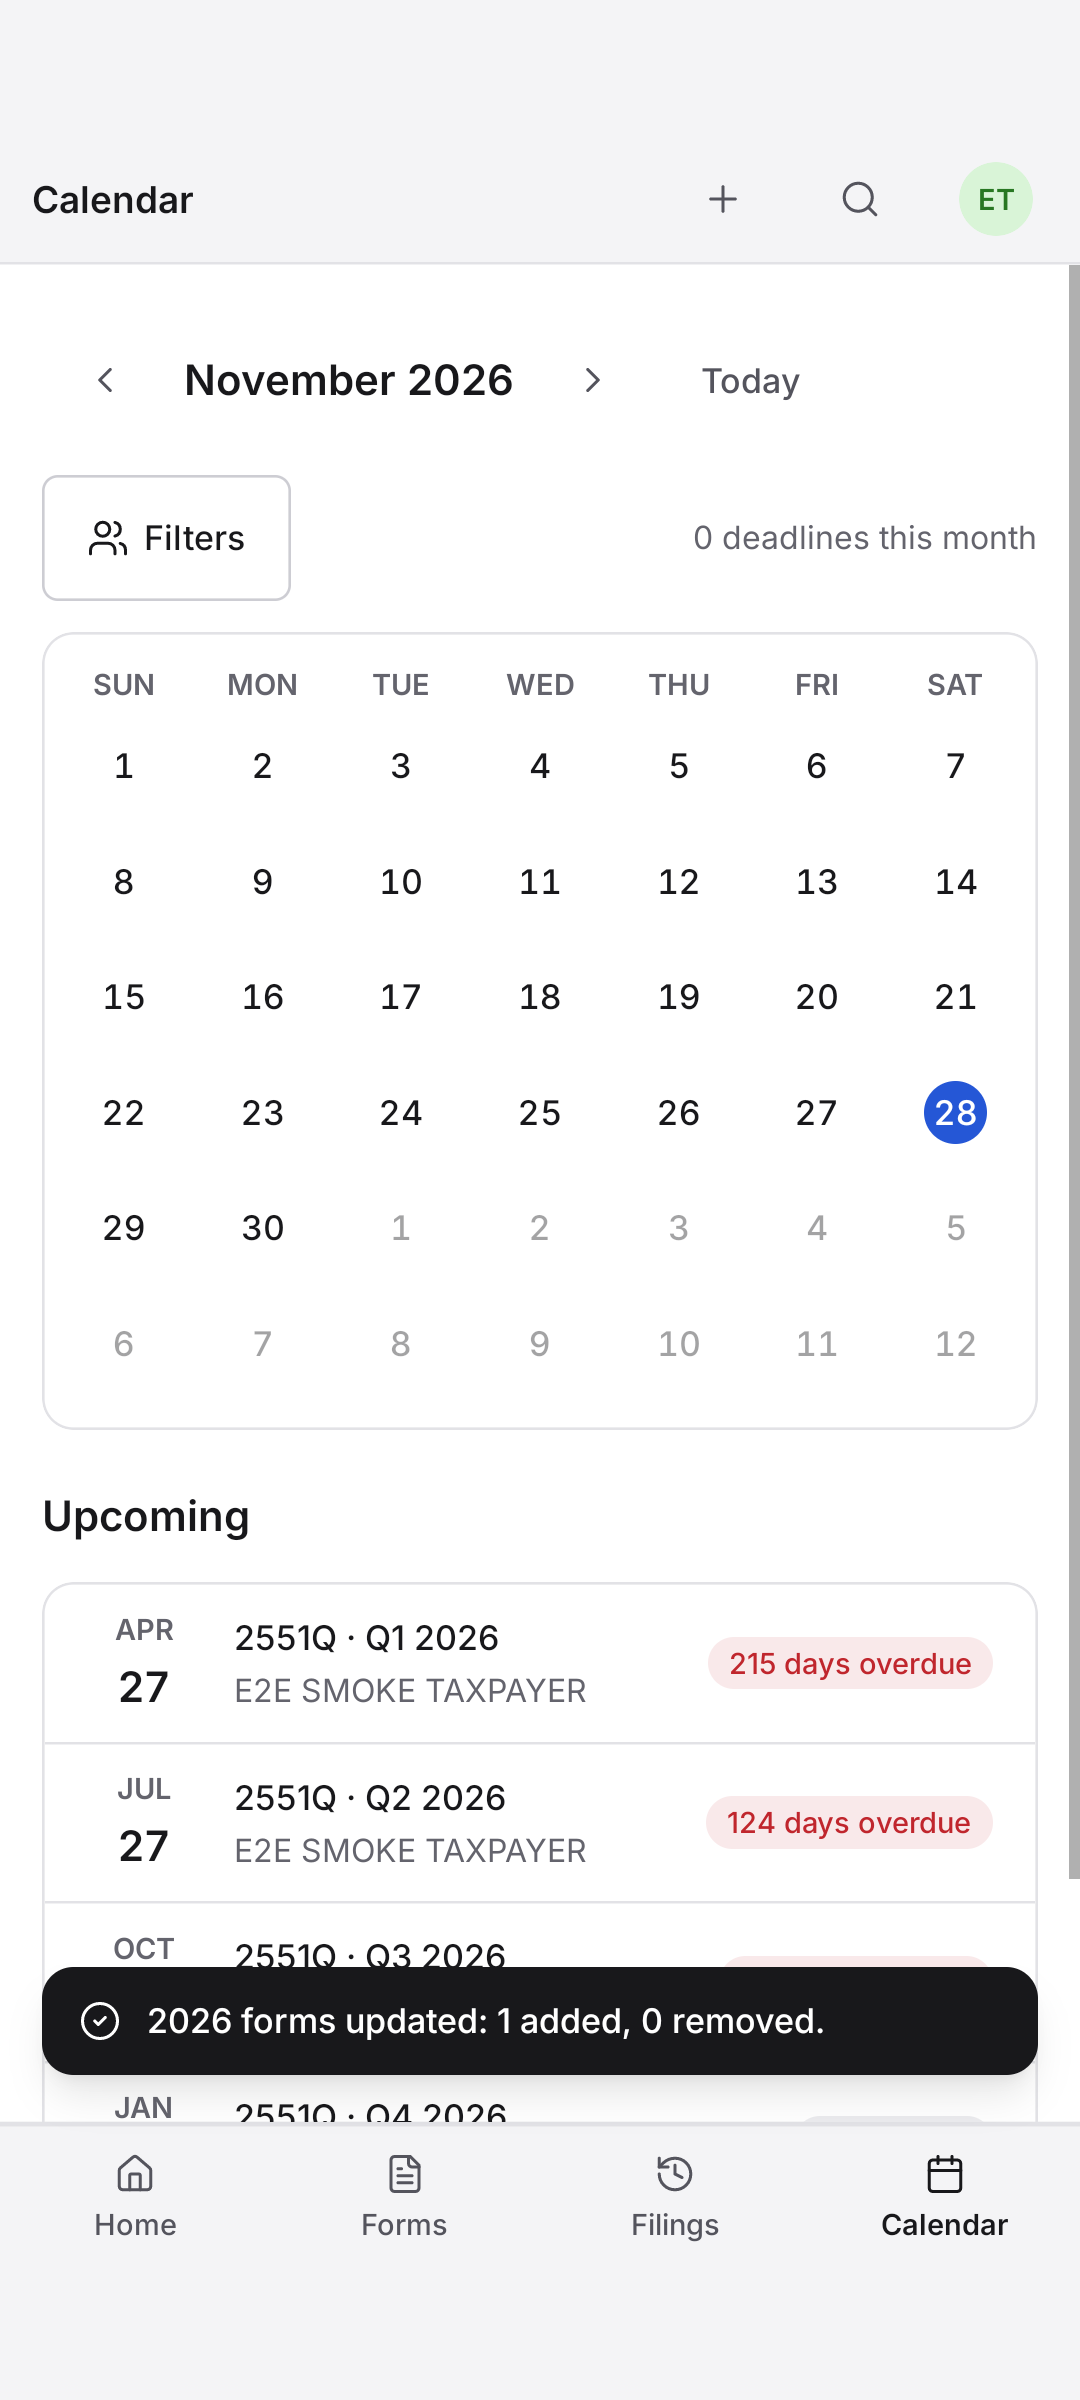 Calendar
ET
November 2026
Today
Filters
0 deadlines this month
SUN MON TUE WED THU FRI SAT
1 2 3 4 5 6 7
8 9 10 11 12 13 14
15 16 17 18 19 20 21
22 23 24 25 26 27 28
29 30 1 2 3 4 5
6 7 8 9 10 11 12
Upcoming
APR
27
2551Q · Q1 2026
E2E SMOKE TAXPAYER
215 days overdue
JUL
27
2551Q · Q2 2026
E2E SMOKE TAXPAYER
124 days overdue
OCT
2551Q · Q3 2026
2026 forms updated: 1 added, 0 removed.
JAN
2551Q · Q4 2026
Home
Forms
Filings
Calendar